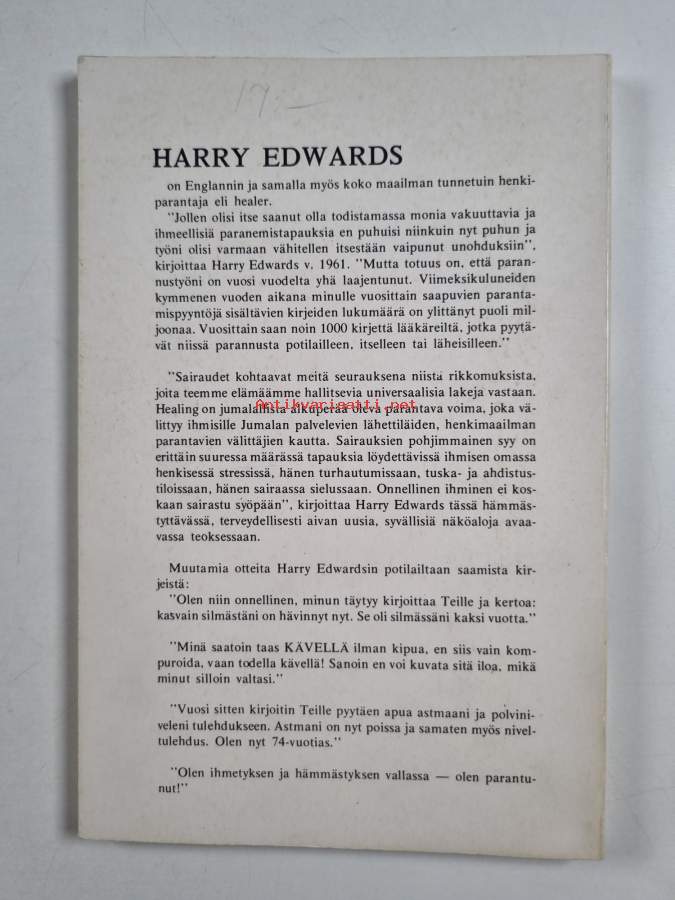 17:-
HARRY EDWARDS
on Englannin ja samalla myös koko maailman tunnetuin henki-
parantaja eli healer.
"Jollen olisi itse saanut olla todistamassa monia vakuuttavia ja
ihmeellisiä paranemistapauksia en puhuisi niinkuin nyt puhun ja
työni olisi varmaan vähitellen itsestään vaipunut unohduksiin",
kirjoittaa Harry Edwards v. 1961. "Mutta totuus on, että paran-
nustyöni on vuosi vuodelta yhä laajentunut. Viimeksikuluneiden
kymmenen vuoden aikana minulle vuosittain saapuvien paranta-
mispyyntöjä sisältävien kirjeiden lukumäärä on ylittänyt puoli mil-
joonaa. Vuosittain saan noin 1000 kirjettä lääkäreiltä, jotka pyytä-
vät niissä parannusta potilailleen, itselleen tai läheisilleen."
"Sairaudet kohtaavat meitä seurauksena niistä rikkomuksista,
joita teemme elämäämme hallitsevia universaalisia lakeja vastaan.
Healing on jumalallista alkuperää oleva parantava voima, joka vä-
Antikvariaatti.net
littyy ihmisille Jumalan palvelevien lähettiläiden, henkimaailman
parantavien välittäjien kautta. Sairauksien pohjimmainen syy on
erittäin suuressa määrässä tapauksia löydettävissä ihmisen omassa
henkisessä stressissä, hänen turhautumissaan, tuska- ja ahdistus-
tiloissaan, hänen sairaassa sielussaan. Onnellinen ihminen ei kos-
kaan sairastu syöpään", kirjoittaa Harry Edwards tässä hämmäs-
tyttävässä, terveydellisesti aivan uusia, syvällisiä näköaloja avaa-
vassa teoksessaan.
Muutamia otteita Harry Edwardsin potilailtaan saamista kir-
jeistä:
"Olen niin onnellinen, minun täytyy kirjoittaa Teille ja kertoa:
kasvain silmästäni on hävinnyt nyt. Se oli silmässäni kaksi vuotta."
"Minä saatoin taas KÄVELLÄ ilman kipua, en siis vain kom-
puroida, vaan todella kävellä! Sanoin en voi kuvata sitä iloa, mikä
minut silloin valtasi."
"Vuosi sitten kirjoitin Teille pyytäen apua astmaani ja polvini-
veleni tulehdukseen. Astmani on nyt poissa ja samaten myös nivel-
tulehdus. Olen nyt 74-vuotias."
"Olen ihmetyksen ja hämmästyksen vallassa — olen parantu-
nut!"